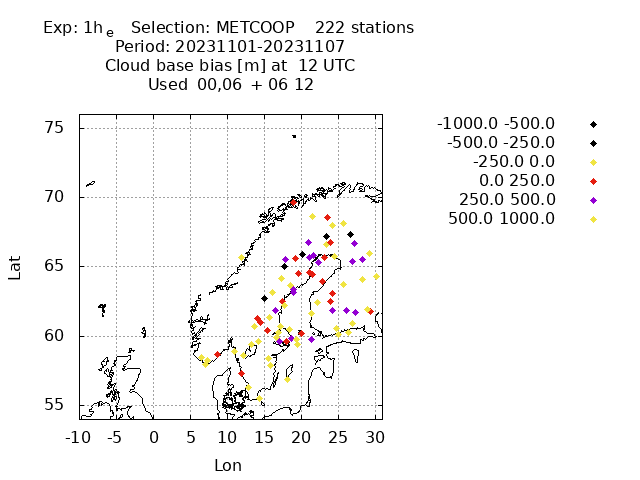 Exp: 1h e Selection: METCOOP 222 stations
Period: 20231101-20231107
Cloud base bias [m] at 12 UTC
Used 00,06 + 06 12
-1000.0 -500.0
-500.0 -250.0
-250.0 0.0
0.0 250.0
250.0 500.0
500.0 1000.0
75
70
65
60
55
Lat
-10 -5 0 5 10 15 20 25 30
Lon